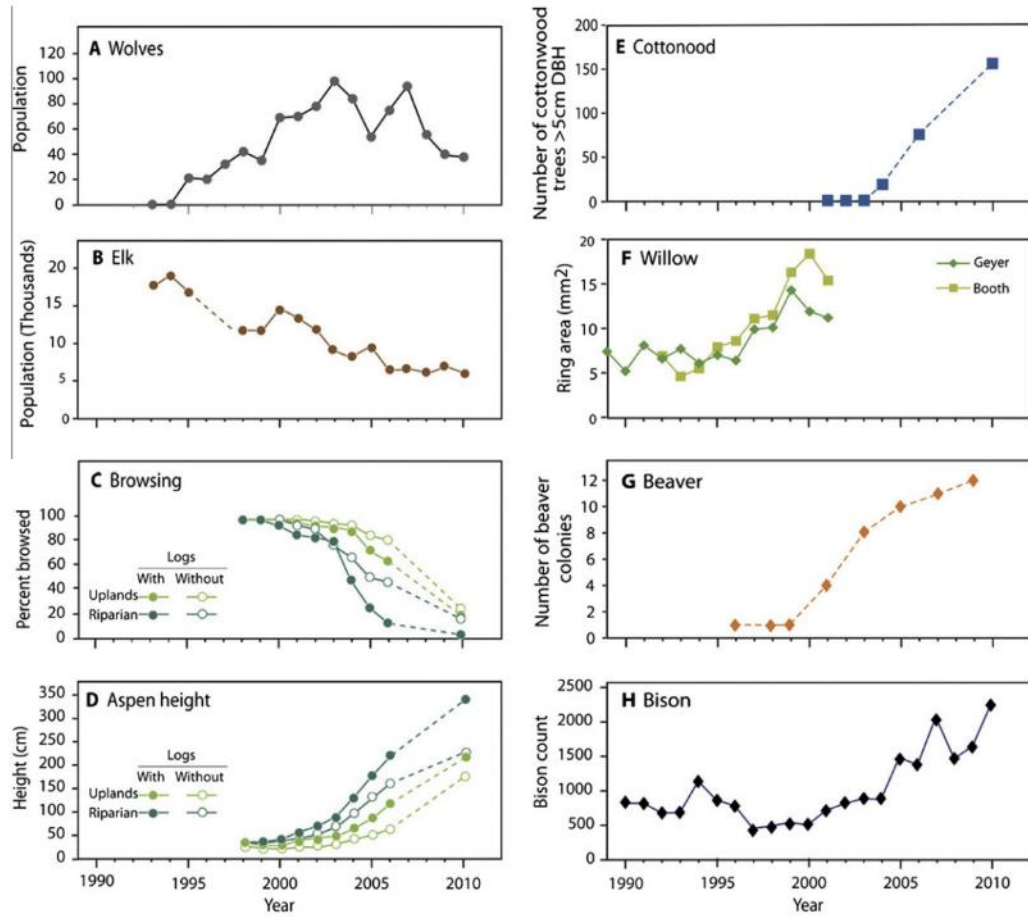 A Wolves
Population
120
100
80
60
40
20
0
B Elk
Population (Thousands)
20
15
10
5
0
C Browsing
Percent browsed
100
80
60
40
20
0
Logs
With Without
Uplands
Riparian
D Aspen height
Height (cm)
350
300
250
200
150
100
50
0
Logs
With Without
Uplands
Riparian
1990 1995 2000 2005 2010
Year
E Cottonood
Number of cottonwood
trees >5cm DBH
200
150
100
50
0
F Willow
Ring area (mm2)
20
15
10
5
0
Geyer
Booth
G Beaver
Number of beaver
colonies
12
10
8
6
4
2
0
H Bison
Bison count
2500
2000
1500
1000
500
0
1990 1995 2000 2005 2010
Year